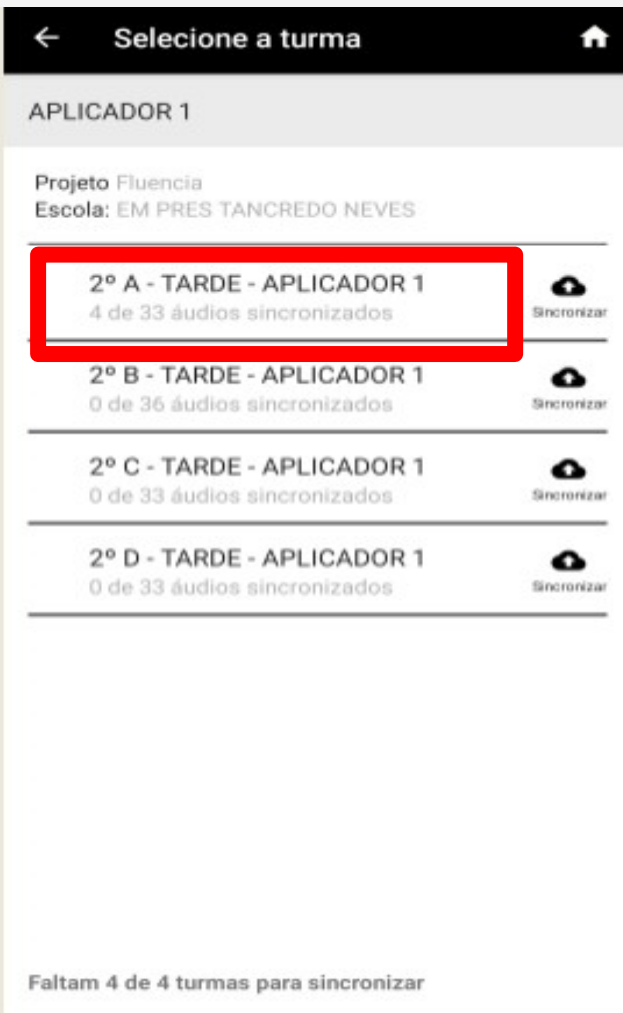 Selecione a turma
APLICADOR 1
Projeto Fluencia
Escola: EM PRES TANCREDO NEVES
2º A - TARDE - APLICADOR 1
4 de 33 áudios sincronizados
Sincronizar
2º B - TARDE - APLICADOR 1
0 de 36 áudios sincronizados
Sincronizar
2º C - TARDE - APLICADOR 1
0 de 33 áudios sincronizados
Sincronizar
2º D - TARDE - APLICADOR 1
0 de 33 áudios sincronizados
Sincronizar
Faltam 4 de 4 turmas para sincronizar